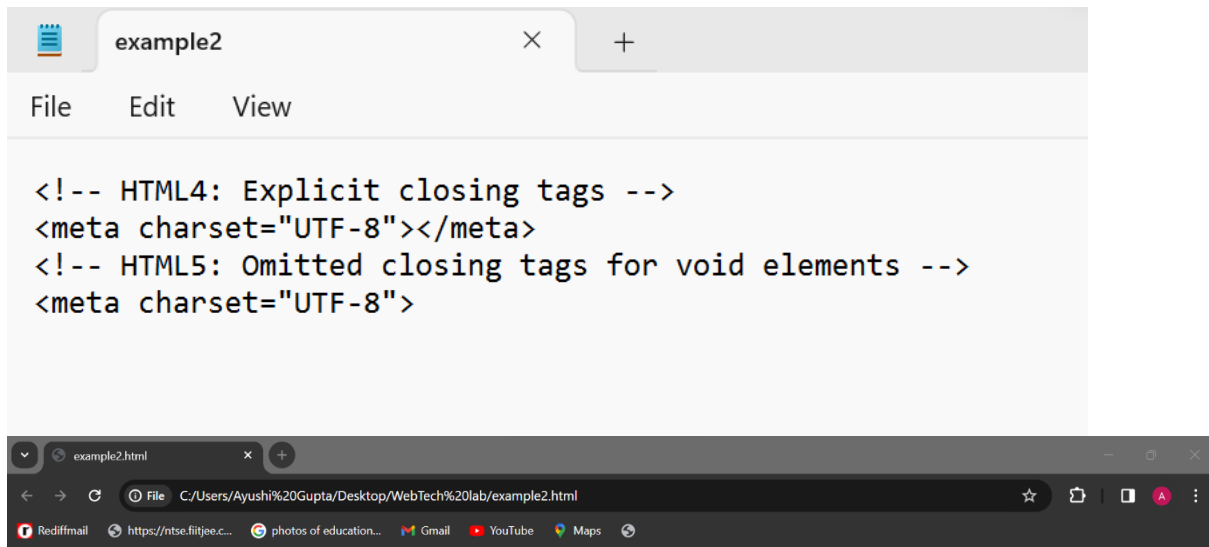 example2
File Edit View
<!-- HTML4: Explicit closing tags -->
<meta charset="UTF-8"></meta>
<!-- HTML5: Omitted closing tags for void elements -->
<meta charset="UTF-8">
example2.html
File C:/Users/Ayushi%20Gupta/Desktop/WebTech%20lab/example2.html A
Rediffmail https://ntse.fiitjee.c... photos of education... Gmail YouTube Maps